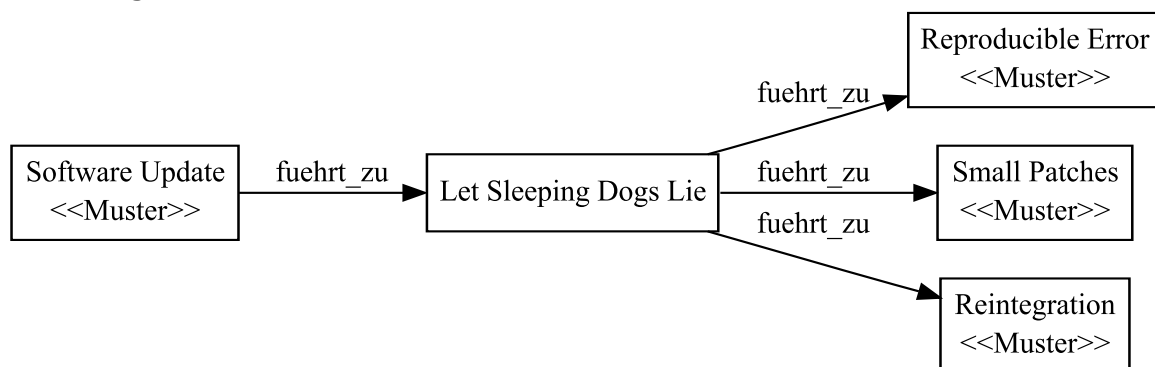 Reproducible Error
<<Muster>>
fuehrt_zu
Software Update
<<Muster>>
fuehrt_zu
Let Sleeping Dogs Lie
fuehrt_zu
Small Patches
<<Muster>>
fuehrt_zu
Reintegration
<<Muster>>